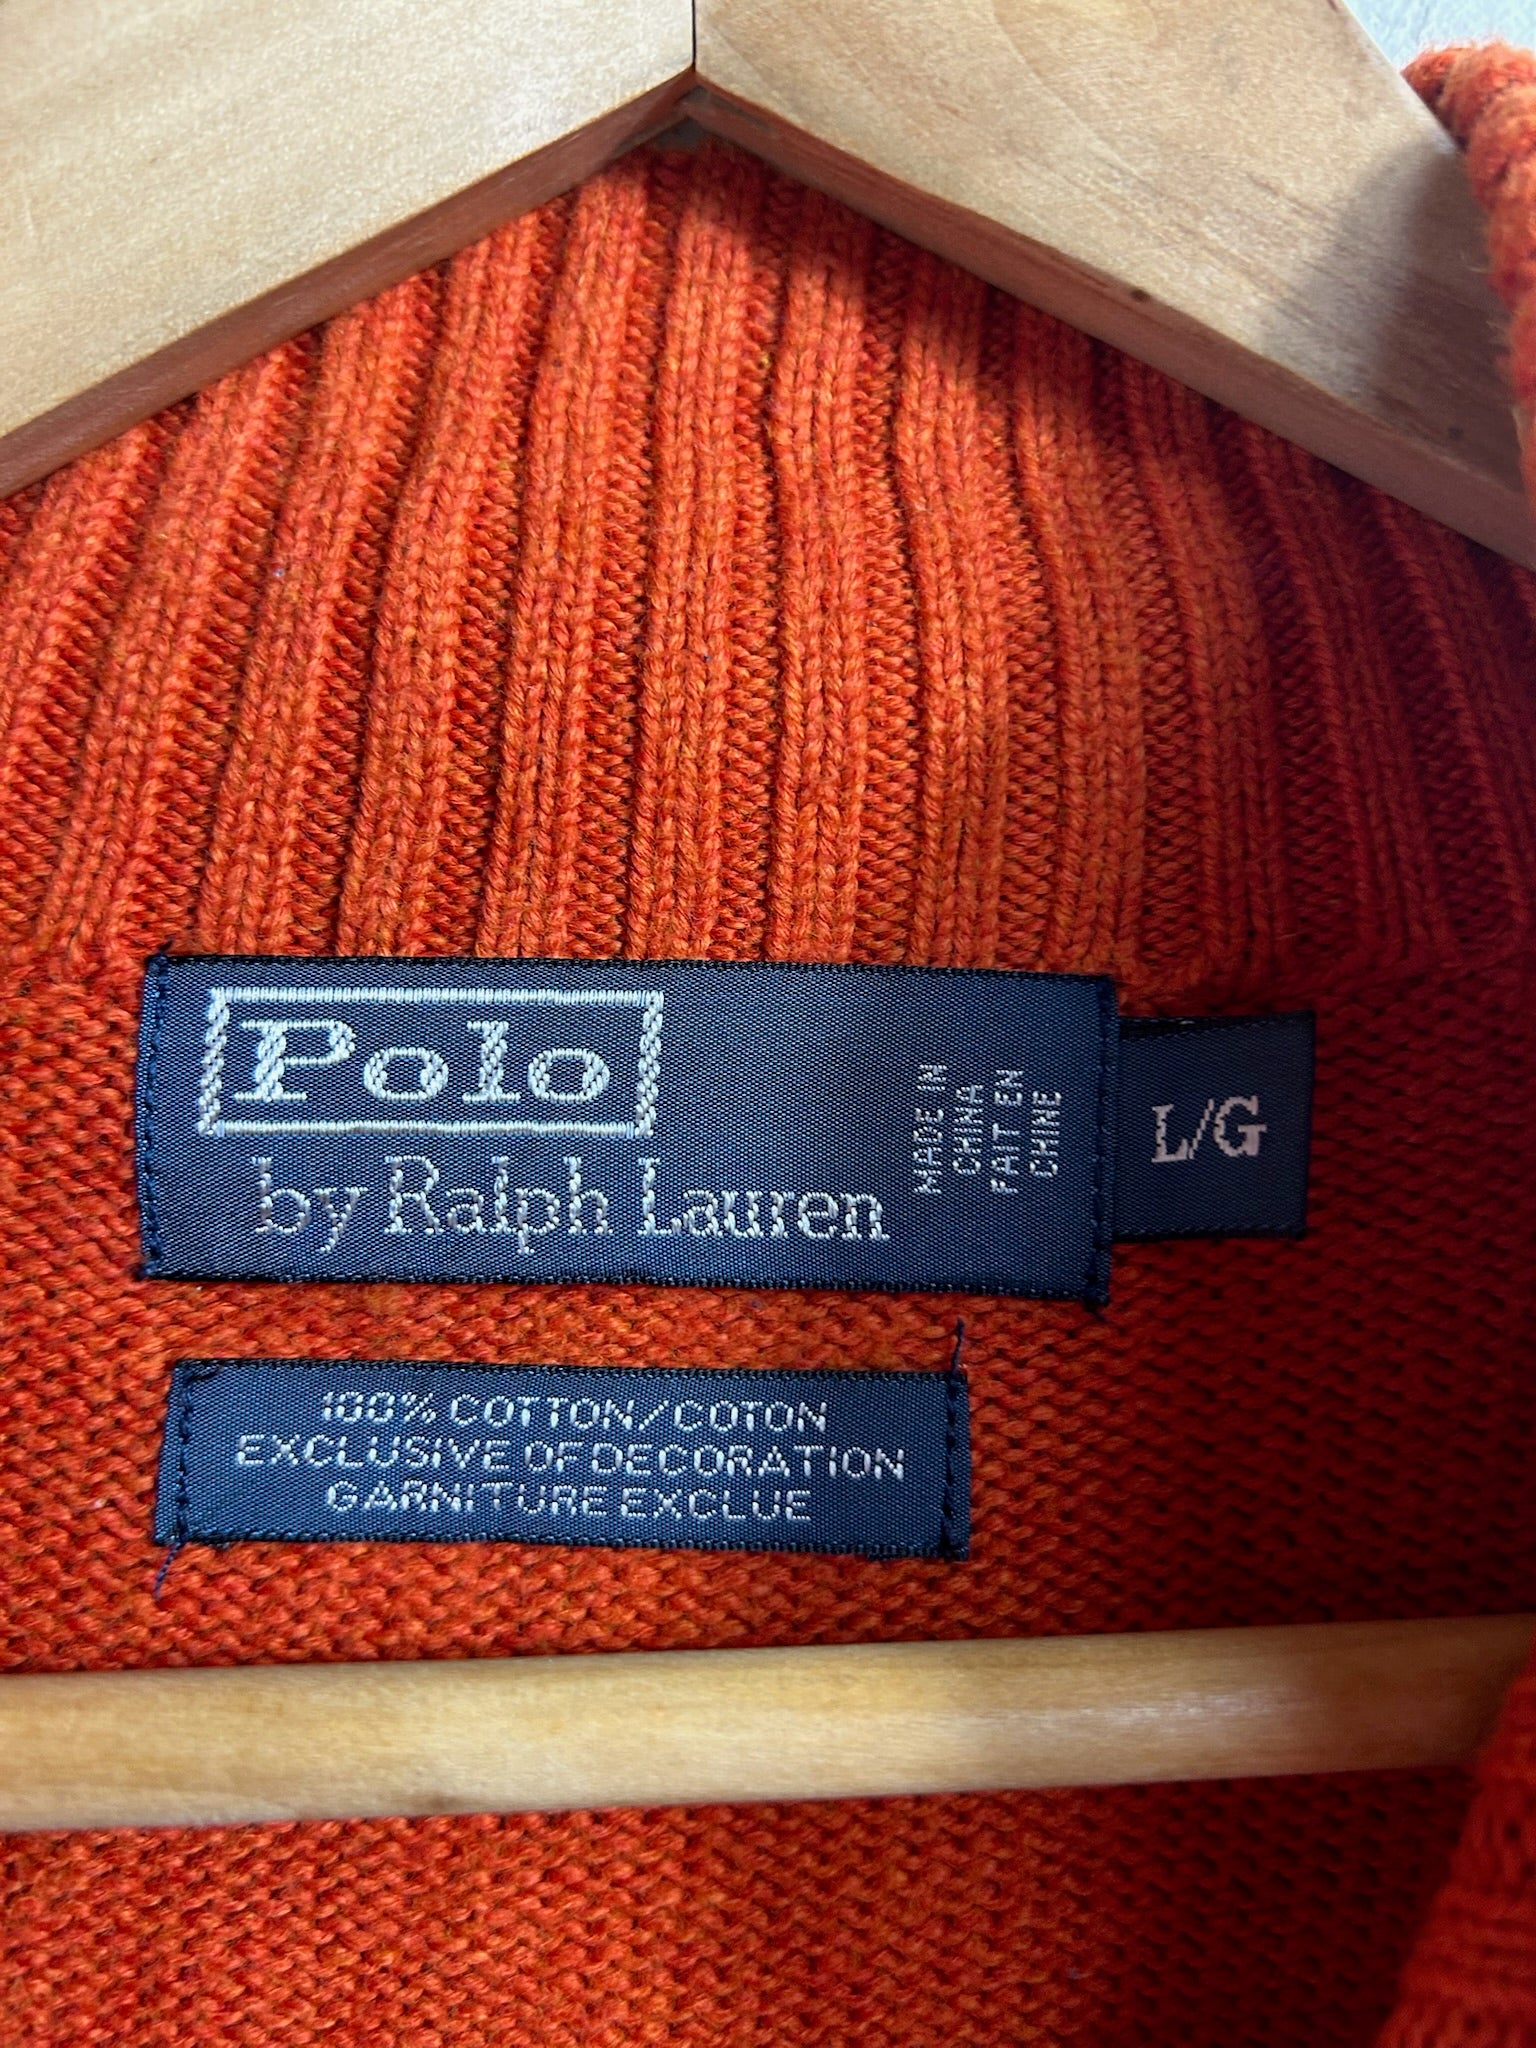 Polo
by Ralph Lauren
MADE IN
CHINA
FAIT EN
CHINE
L/G
100% COTTON/COTON
EXCLUSIVE OF DECORATION
GARNITURE EXCLUE